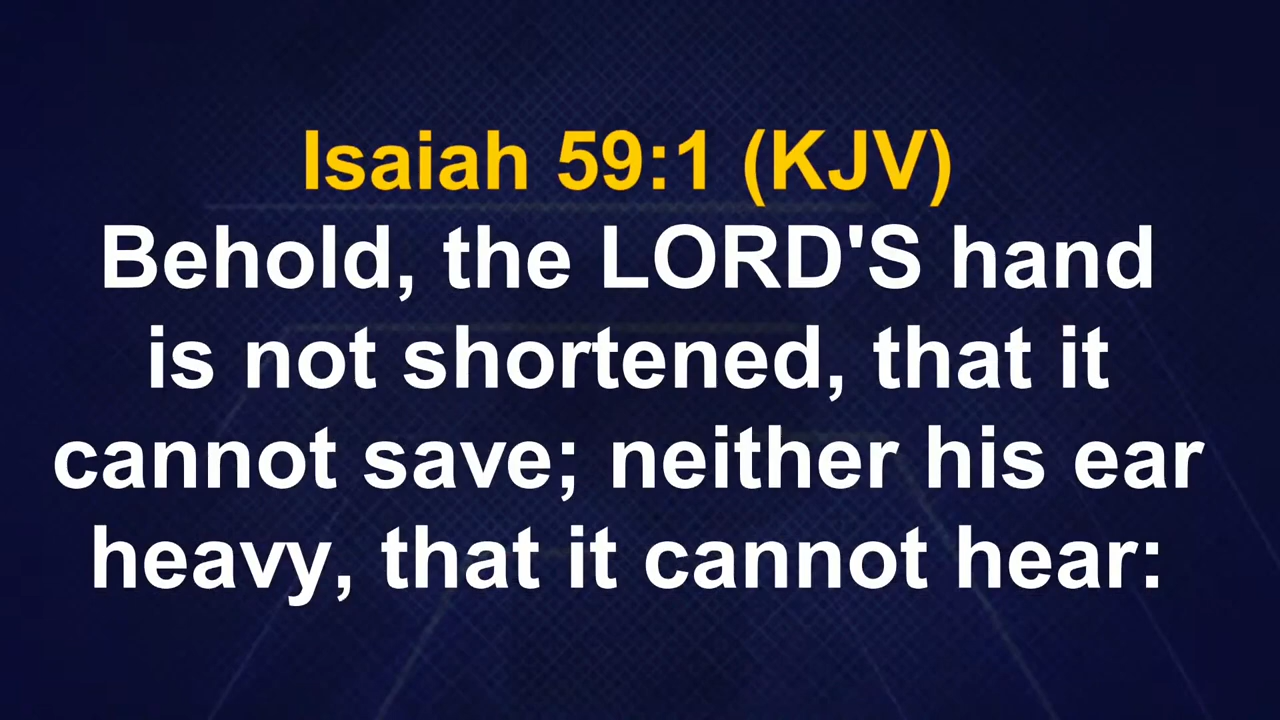 Isaiah 59:1 (KJV)
Behold, the LORD'S hand
is not shortened, that it
cannot save; neither his ear
heavy, that it cannot hear: